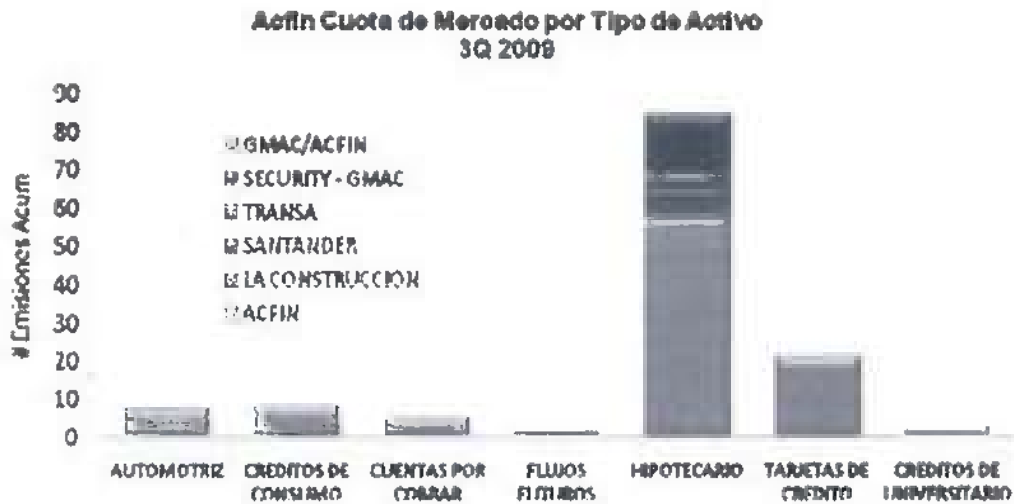 Acfin Cuota de Mercado por Tipo de Activo
3Q 2009
# Emisiones Acum
90
80
70
60
50
40
30
20
10
0
GMAC/ACFIN
SECURITY - GMAC
TRANSA
SANTANDER
LA CONSTRUCCION
ACFIN
AUTOMOTRIZ
CREDITOS DE
CONSUMO
CUENTAS POR
COBRAR
FLUJOS
FUTUROS
HIPOTECARIO
TARJETAS DE
CREDITO
CREDITOS DE
UNIVERSITARIO